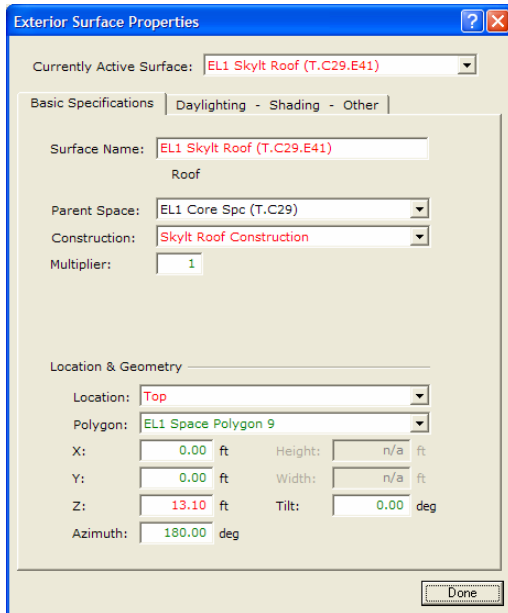 Exterior Surface Properties
Currently Active Surface: EL1 Skylt Roof (T.C29.E41)
Basic Specifications Daylighting - Shading - Other
Surface Name: EL1 Skylt Roof (T.C29.E41)
Roof
Parent Space: EL1 Core Spc (T.C29)
Construction: Skylt Roof Construction
Multiplier: 1
Location & Geometry
Location: Top
Polygon: EL1 Space Polygon 9
X: 0.00 ft Height: n/a ft
Y: 0.00 ft Width: n/a ft
Z: 13.10 ft Tilt: 0.00 deg
Azimuth: 180.00 deg
Done